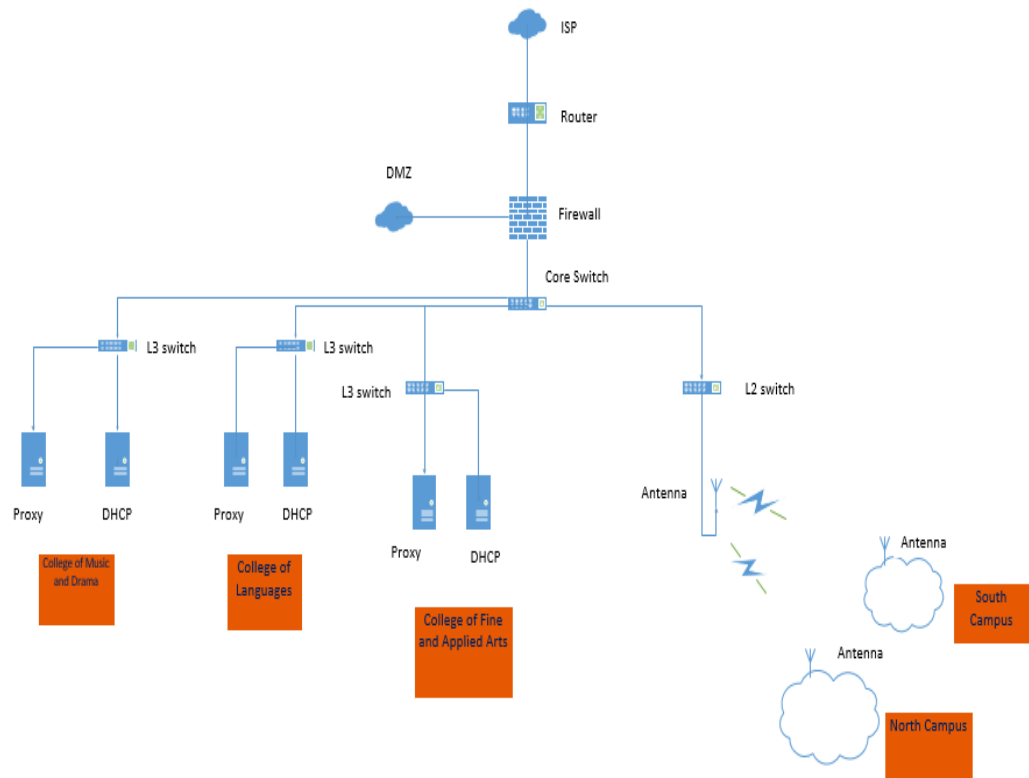 ISP
Router
DMZ
Firewall
Core Switch
L3 switch
L3 switch
L3 switch
L2 switch
Antenna
Proxy
DHCP
Proxy
DHCP
Proxy
DHCP
College of Music
and Drama
College of
Languages
College of Fine
and Applied Arts
Antenna
South
Campus
Antenna
North Campus